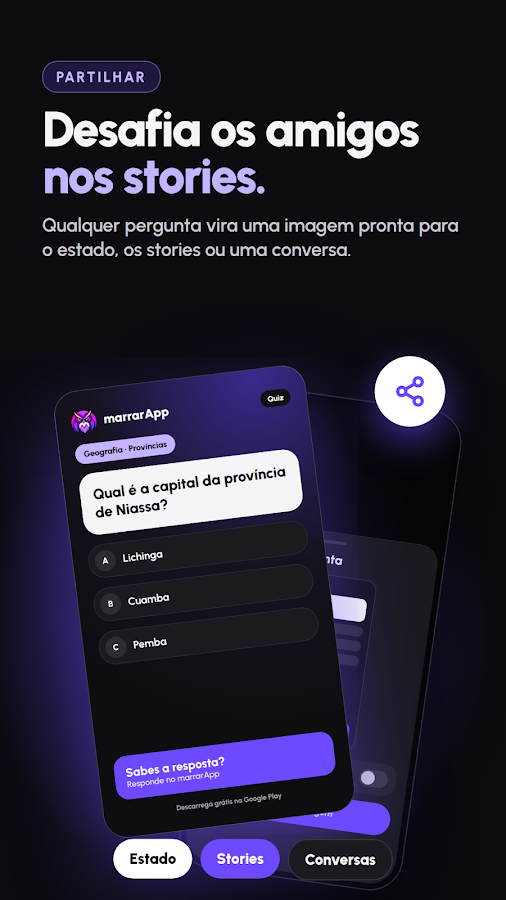 PARTILHAR
Desafia os amigos
nos stories.
Qualquer pergunta vira uma imagem pronta para
o estado, os stories ou uma conversa.
marrarApp
Quiz
Geografia · Províncias
Qual é a capital da província
de Niassa?
A Lichinga
B Cuamba
C Pemba
Sabes a resposta?
Responde no marrarApp
Descarrega grátis na Google Play
Estado
Stories
Conversas